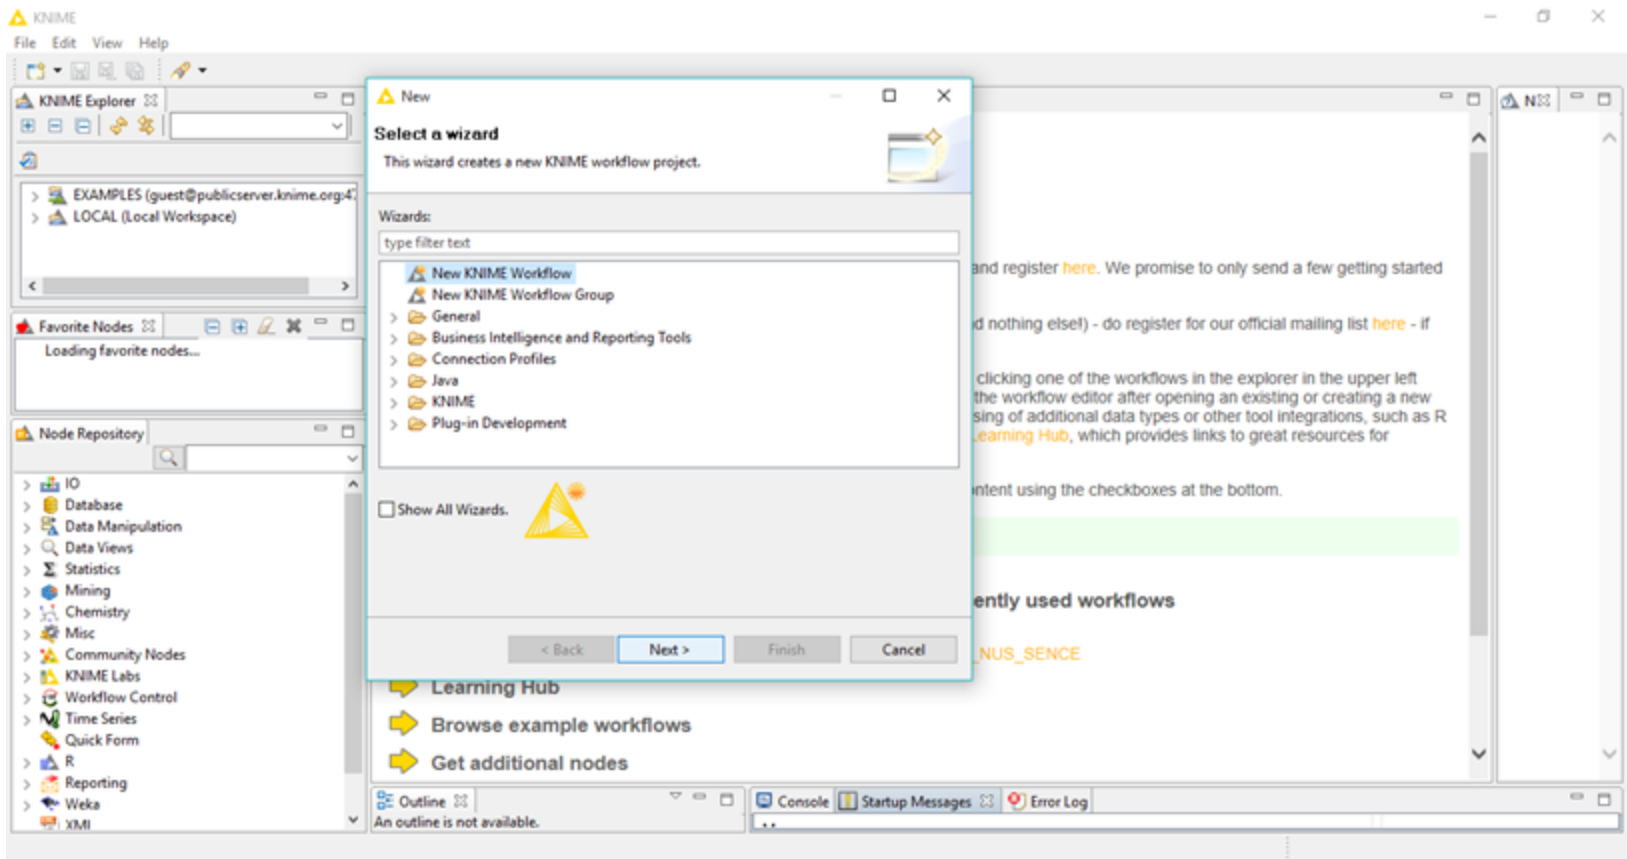 KNIME
File Edit View Help
KNIME Explorer
EXAMPLES (guest@publicserver.knime.org:4
LOCAL (Local Workspace)
Favorite Nodes
Loading favorite nodes...
Node Repository
IO
Database
Data Manipulation
Data Views
Statistics
Mining
Chemistry
Misc
Community Nodes
KNIME Labs
Workflow Control
Time Series
Quick Form
R
Reporting
Weka
XML
New
Select a wizard
This wizard creates a new KNIME workflow project.
Wizards:
type filter text
New KNIME Workflow
New KNIME Workflow Group
General
Business Intelligence and Reporting Tools
Connection Profiles
Java
KNIME
Plug-in Development
Show All Wizards.
< Back Next > Finish Cancel
and register here. We promise to only send a few getting started
d nothing else!) - do register for our official mailing list here - if
clicking one of the workflows in the explorer in the upper left
the workflow editor after opening an existing or creating a new
sing of additional data types or other tool integrations, such as R
Learning Hub, which provides links to great resources for
ntent using the checkboxes at the bottom.
ently used workflows
_NUS_SENCE
Learning Hub
Browse example workflows
Get additional nodes
N
Outline
An outline is not available.
Console Startup Messages Error Log